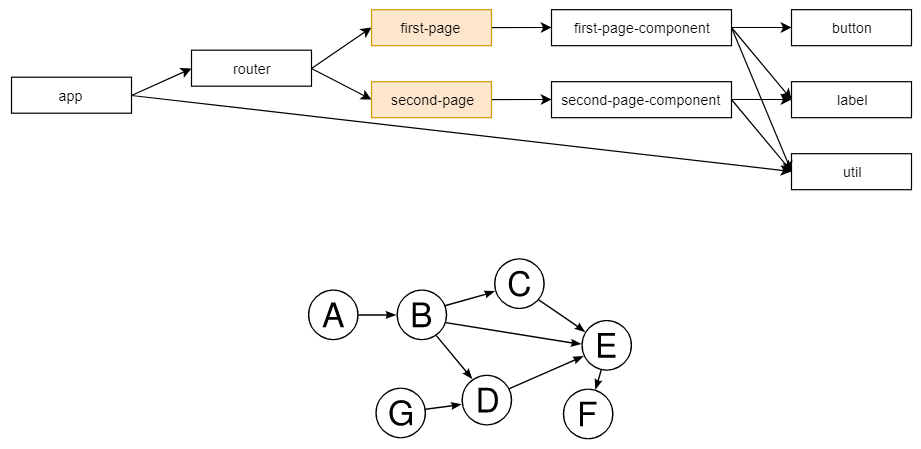 first-page
first-page-component
button
router
app
second-page
second-page-component
label
util
A
B
C
E
G
D
F